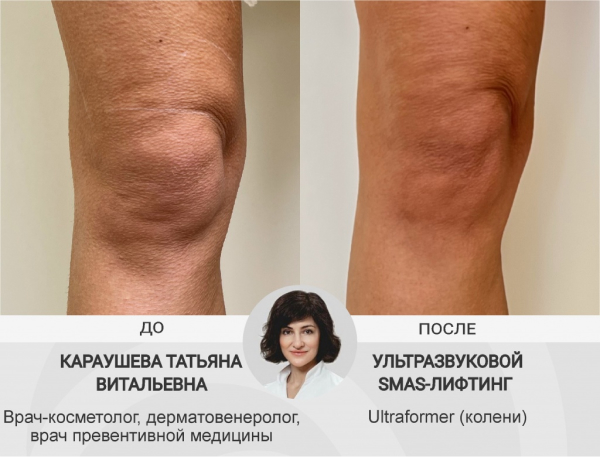 ДО
ПОСЛЕ
КАРАУШЕВА ТАТЬЯНА
ВИТАЛЬЕВНА
Врач-косметолог, дерматовенеролог,
врач превентивной медицины
УЛЬТРАЗВУКОВОЙ
SMAS-ЛИФТИНГ
Ultraformer (колени)